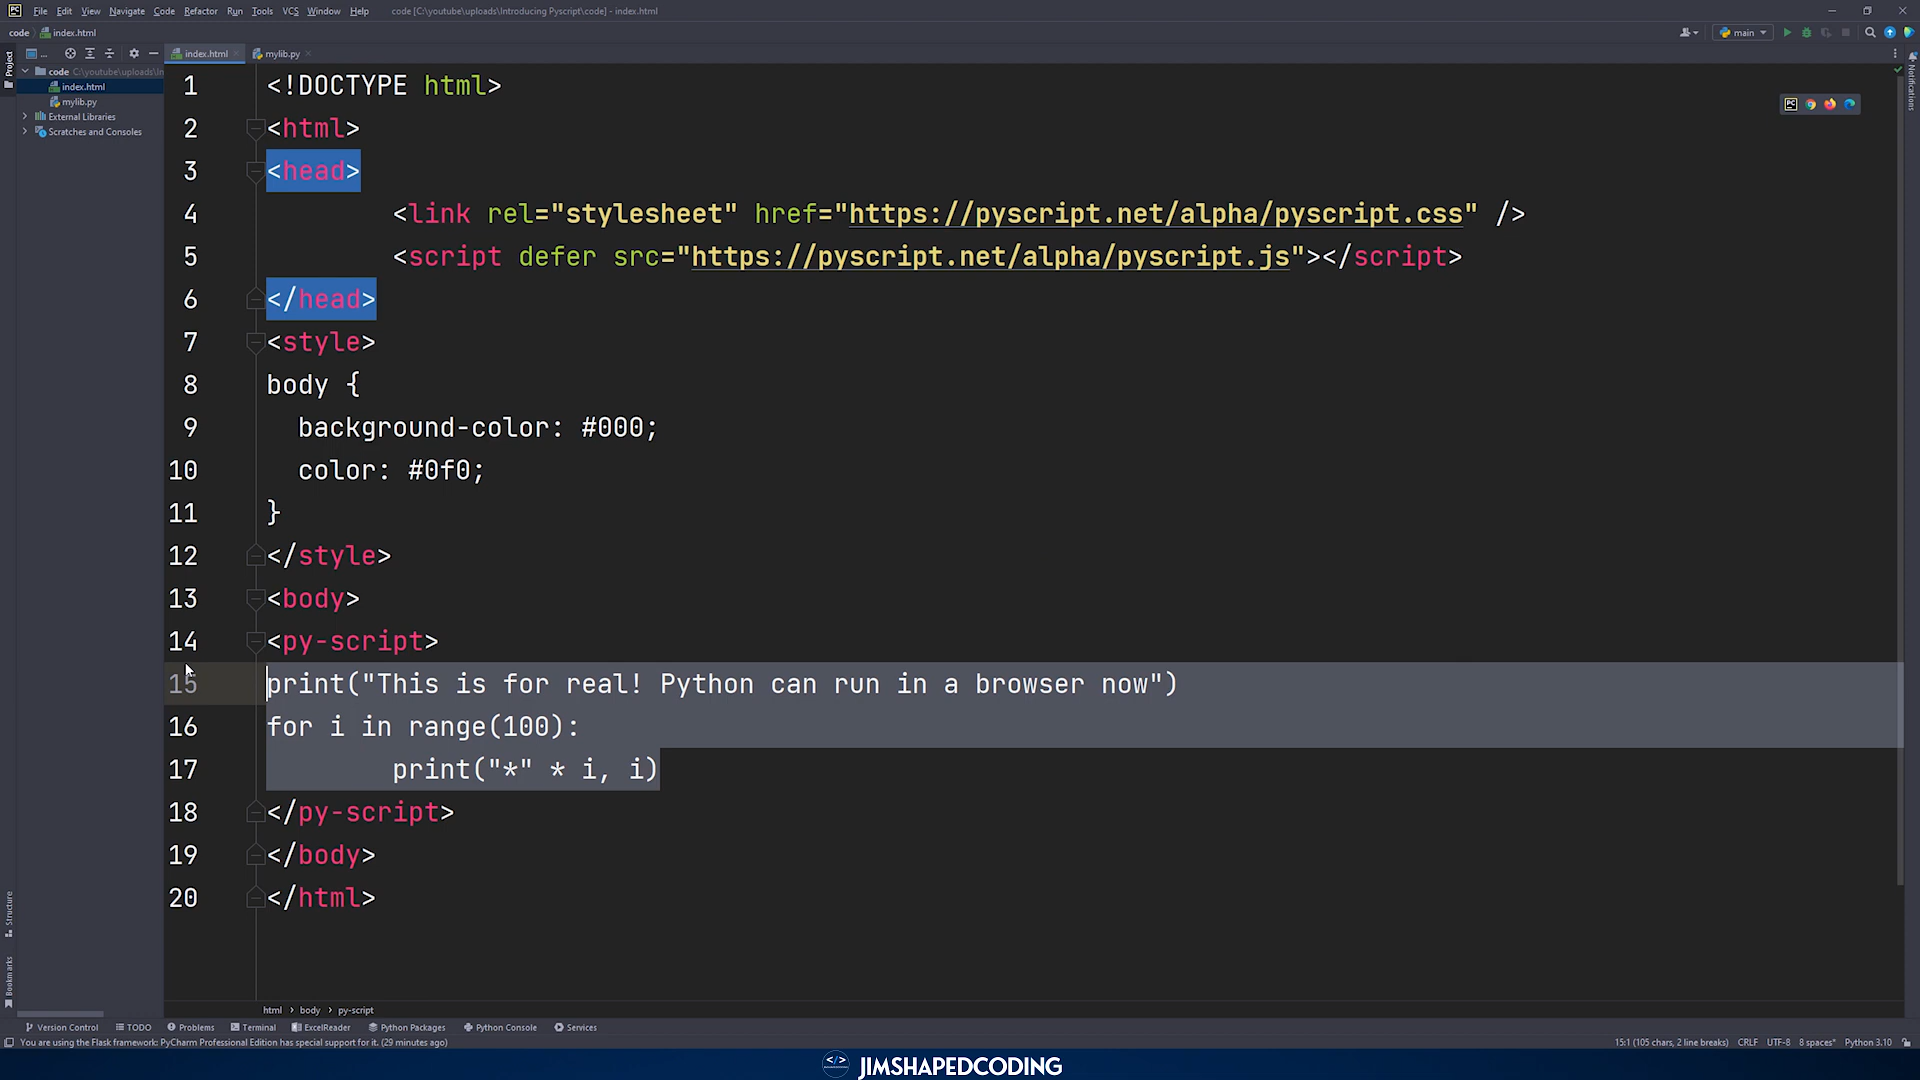 File Edit View Navigate Code Refactor Run Tools VCS Window Help code [C:\youtube\uploads\Introducing Pyscript\code] - index.html
code index.html main
Project
index.html mylib.py
Notifications
code C:\youtube\uploads\In
index.html
mylib.py
External Libraries
Scratches and Consoles
1 <!DOCTYPE html>
2 <html>
3 <head>
4 <link rel="stylesheet" href="https://pyscript.net/alpha/pyscript.css" />
5 <script defer src="https://pyscript.net/alpha/pyscript.js"></script>
6 </head>
7 <style>
8 body {
9 background-color: #000;
10 color: #0f0;
11 }
12 </style>
13 <body>
14 <py-script>
15 print("This is for real! Python can run in a browser now")
16 for i in range(100):
17 print("*" * i, i)
18 </py-script>
19 </body>
20 </html>
Structure
Bookmarks
html > body > py-script
Version Control TODO Problems Terminal ExcelReader Python Packages Python Console Services
You are using the Flask framework: PyCharm Professional Edition has special support for it. (29 minutes ago) 15:1 (105 chars, 2 line breaks) CRLF UTF-8 8 spaces* Python 3.10
</> JIMSHAPEDCODING